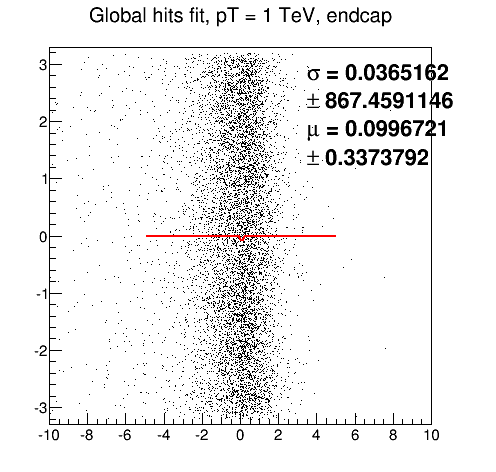 Global hits fit, pT = 1 TeV, endcap
σ = 0.0365162
± 867.4591146
μ = 0.0996721
± 0.3373792
3
2
1
0
-1
-2
-3
-10 -8 -6 -4 -2 0 2 4 6 8 10